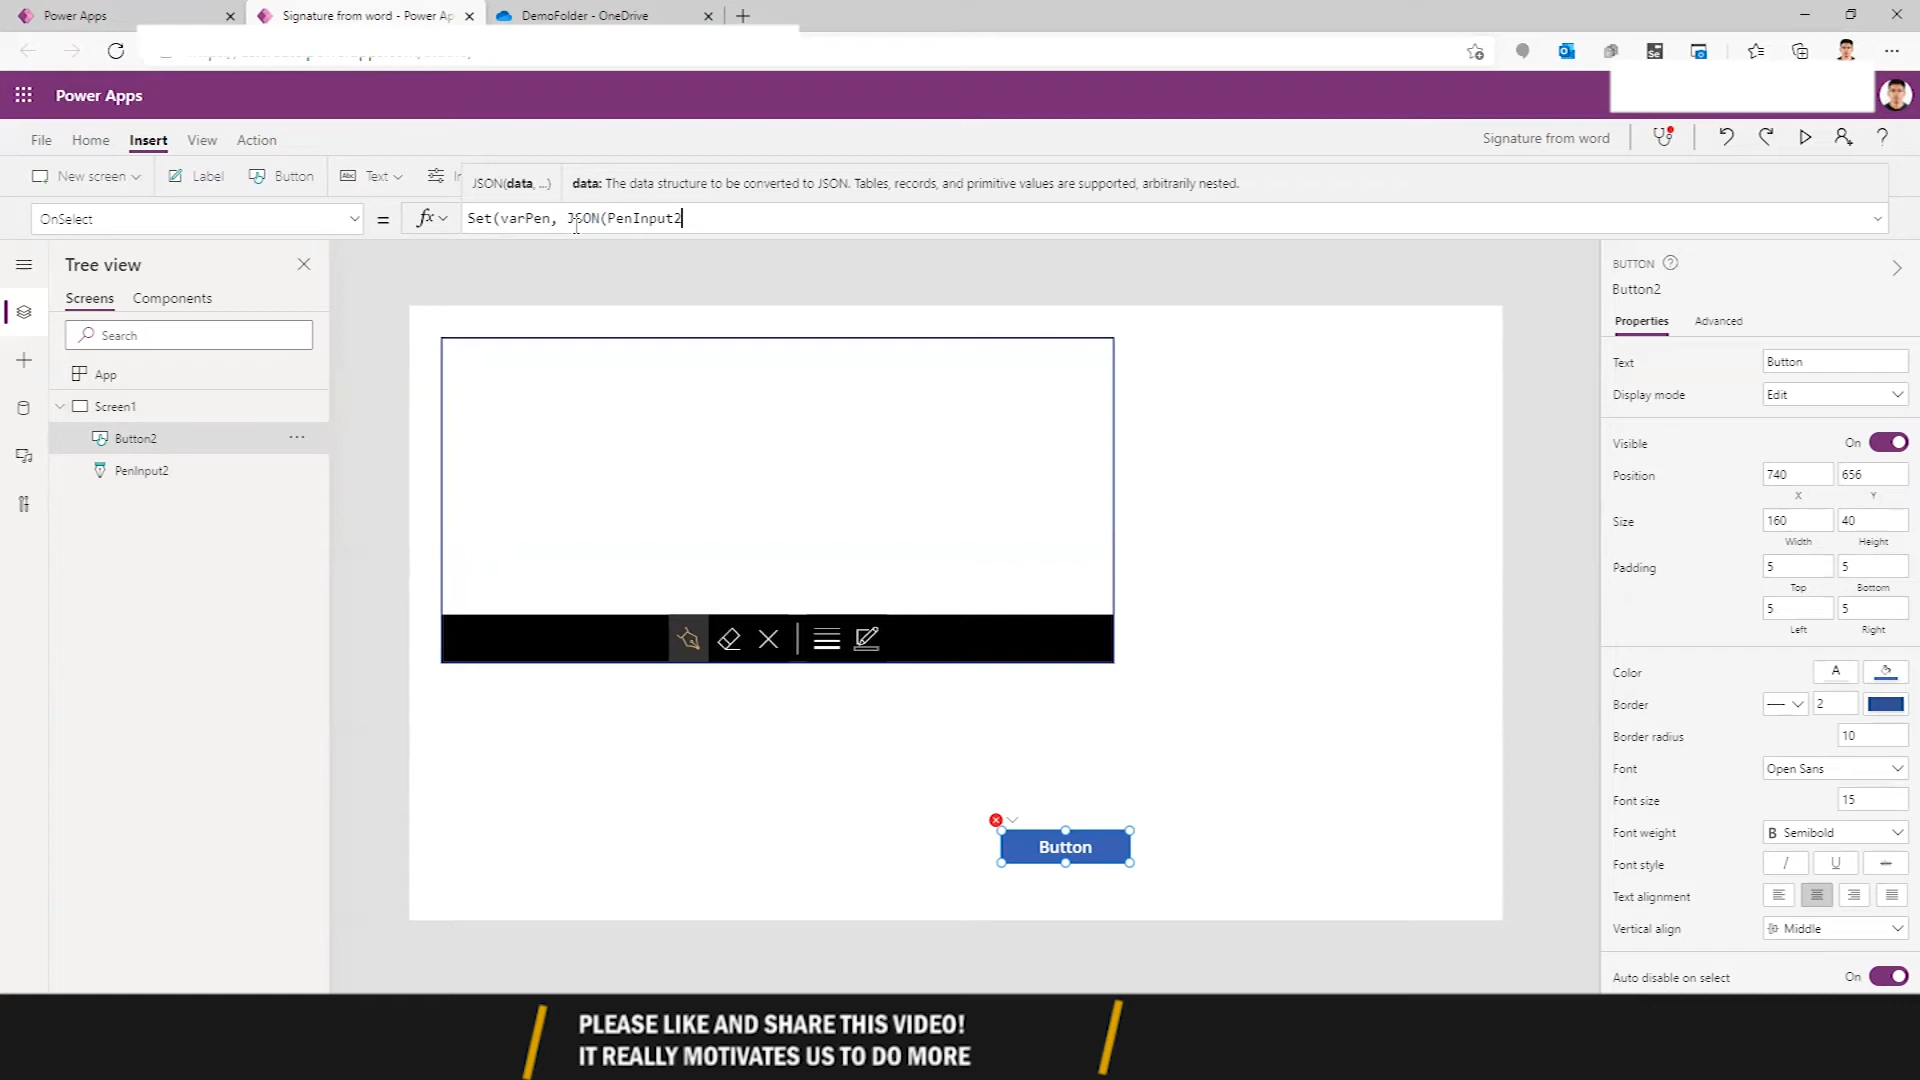 Power Apps
Signature from word - Power Ap
DemoFolder - OneDrive
Power Apps
File Home Insert View Action
Signature from word
New screen
Label
Button
Text
JSON(data, ...)
data: The data structure to be converted to JSON. Tables, records, and primitive values are supported, arbitrarily nested.
OnSelect
=
fx
Set(varPen, JSON(PenInput2
Tree view
Screens Components
Search
App
Screen1
Button2
PenInput2
Button
BUTTON
Button2
Properties Advanced
Text Button
Display mode Edit
Visible On
Position 740 656
X Y
Size 160 40
Width Height
Padding 5 5
Top Bottom
5 5
Left Right
Color A
Border 2
Border radius 10
Font Open Sans
Font size 15
Font weight B Semibold
Font style / U
Text alignment
Vertical align Middle
Auto disable on select On
PLEASE LIKE AND SHARE THIS VIDEO!
IT REALLY MOTIVATES US TO DO MORE